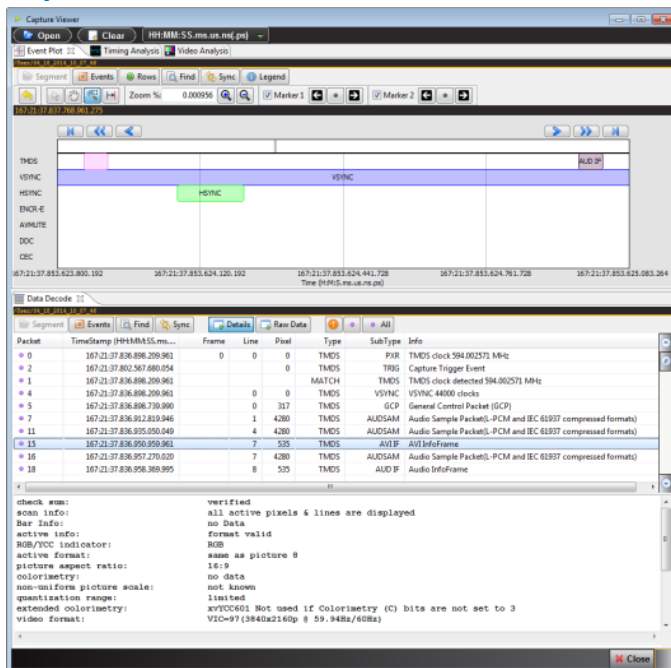 Capture Viewer
Open Clear HH:MM:SS.ms.us.ns(.ps)
Event Plot Timing Analysis Video Analysis
Segment Events Rows Find Sync Legend
Zoom %: 0.000956 Marker 1 Marker 2
167:21:37.837.768.961.275
TMDS AUD IF
VSYNC VSYNC
HSYNC HSYNC
ENCR-E
AVMUTE
DDC
CEC
167:21:37.853.623.800.192 167:21:37.853.624.120.192 167:21:37.853.624.441.728 167:21:37.853.624.761.728 167:21:37.853.625.083.264
Time (H:M:S.ms.us.ns.ps)
Data Decode
Segment Events Find Sync Details Raw Data All
Packet TimeStamp (HH:MM:SS.ms.... Frame Line Pixel Type SubType Info
0 167:21:37.836.898.209.961 0 0 0 TMDS PXR TMDS clock 594.002571 MHz
2 167:21:37.802.567.680.054 0 TMDS TRIG Capture Trigger Event
1 167:21:37.836.898.209.961 MATCH TMDS TMDS clock detected 594.002571 MHz
4 167:21:37.836.898.209.961 0 0 TMDS VSYNC VSYNC 44000 clocks
5 167:21:37.836.898.739.990 0 317 TMDS GCP General Control Packet (GCP)
7 167:21:37.836.912.819.946 1 4280 TMDS AUDSAM Audio Sample Packet(L-PCM and IEC 61937 compressed formats)
11 167:21:37.836.935.050.049 4 4280 TMDS AUDSAM Audio Sample Packet(L-PCM and IEC 61937 compressed formats)
15 167:21:37.836.950.959.961 7 535 TMDS AVI IF AVI InfoFrame
16 167:21:37.836.957.270.020 7 4280 TMDS AUDSAM Audio Sample Packet(L-PCM and IEC 61937 compressed formats)
18 167:21:37.836.958.369.995 8 535 TMDS AUD IF Audio InfoFrame
check sum: verified
scan info: all active pixels & lines are displayed
Bar Info: no Data
active info: format valid
RGB/YCC indicator: RGB
active format: same as picture 8
picture aspect ratio: 16:9
colorimetry: no data
non-uniform picture scale: not known
quantization range: limited
extended colorimetry: xvYCC601 Not used if Colorimetry (C) bits are not set to 3
video format: VIC=97(3840x2160p @ 59.94Hz/60Hz)
Close